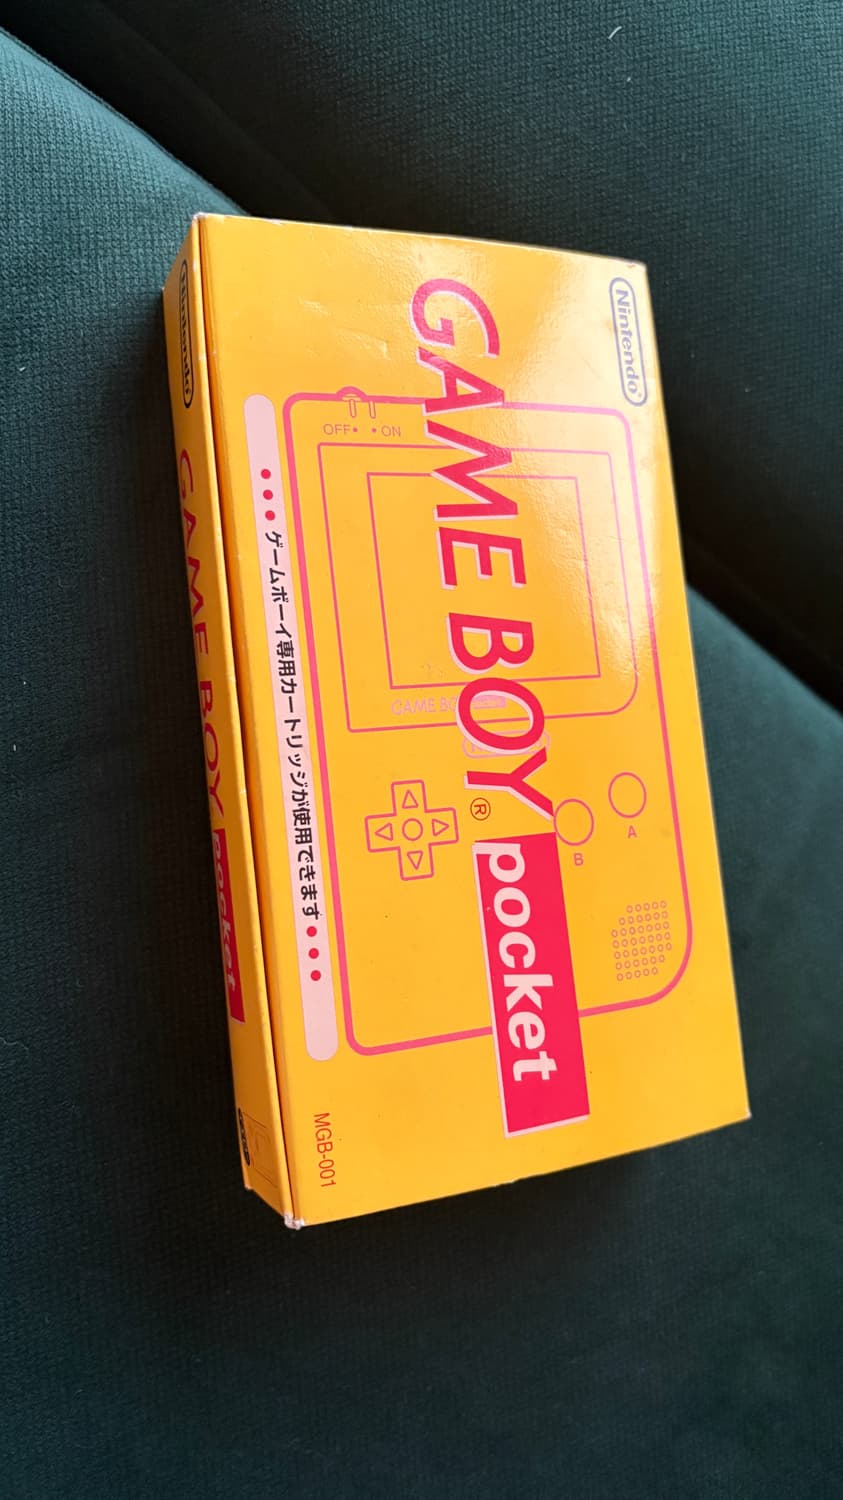 Nintendo®
GAME BOY® pocket
OFF• •ON
GAME BO
B
A
•••ゲームボーイ専用カートリッジが使用できます•••
MGB-001
Nintendo
GAME BOY pocket